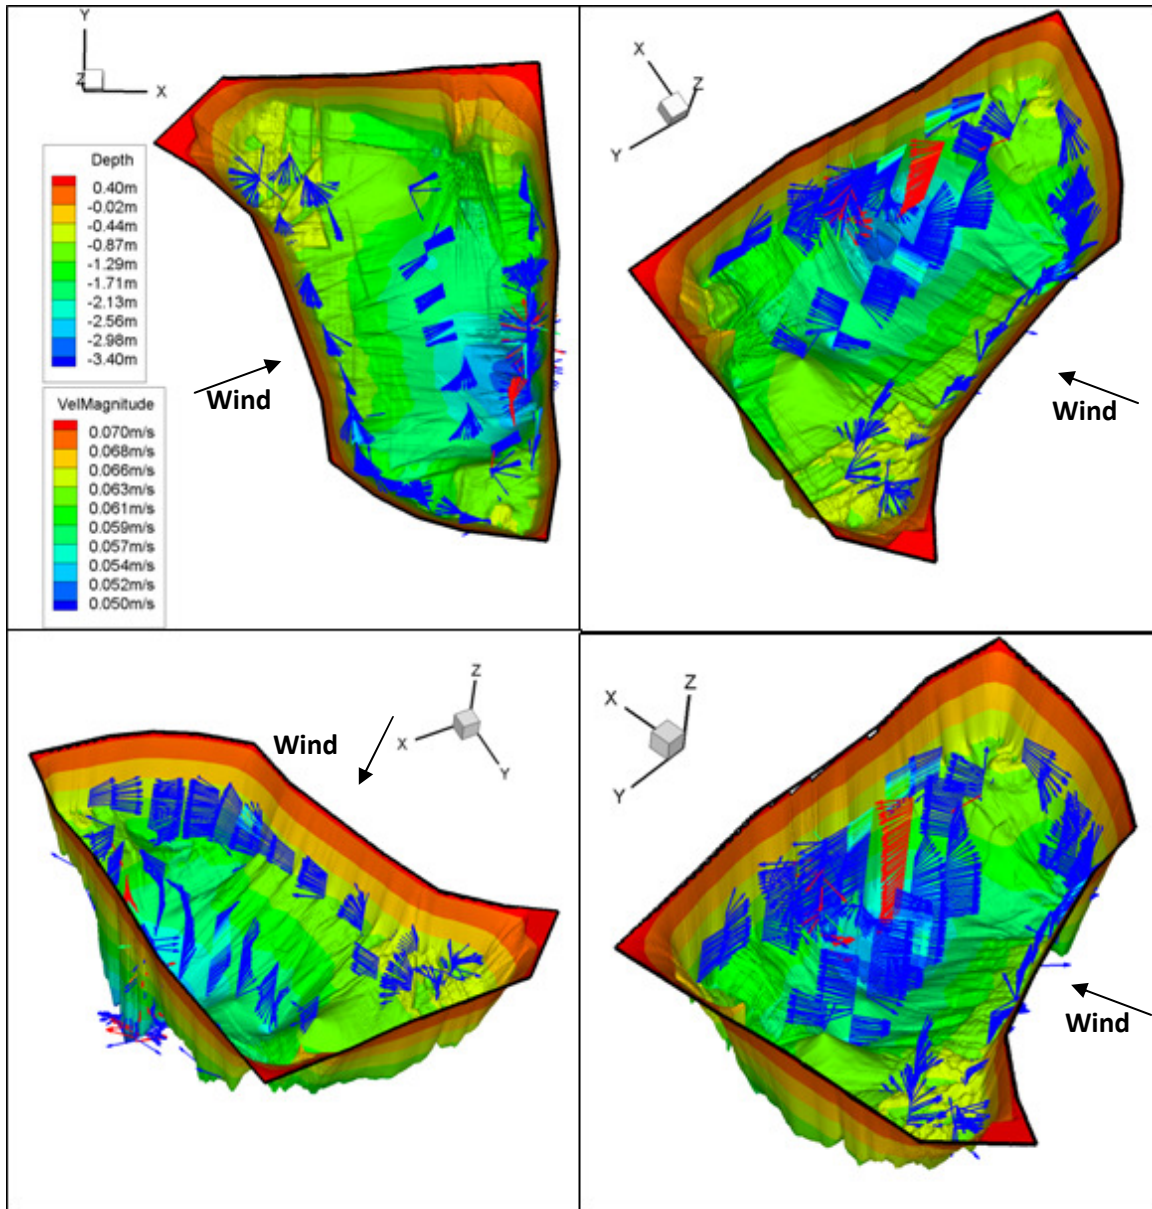 Y
Z
X
Depth
0.40m
-0.02m
-0.44m
-0.87m
-1.29m
-1.71m
-2.13m
-2.56m
-2.98m
-3.40m
VelMagnitude
0.070m/s
0.068m/s
0.066m/s
0.063m/s
0.061m/s
0.059m/s
0.057m/s
0.054m/s
0.052m/s
0.050m/s
Wind
X
Z
Y
Wind
Z
Wind
X
Y
X
Z
Y
Wind